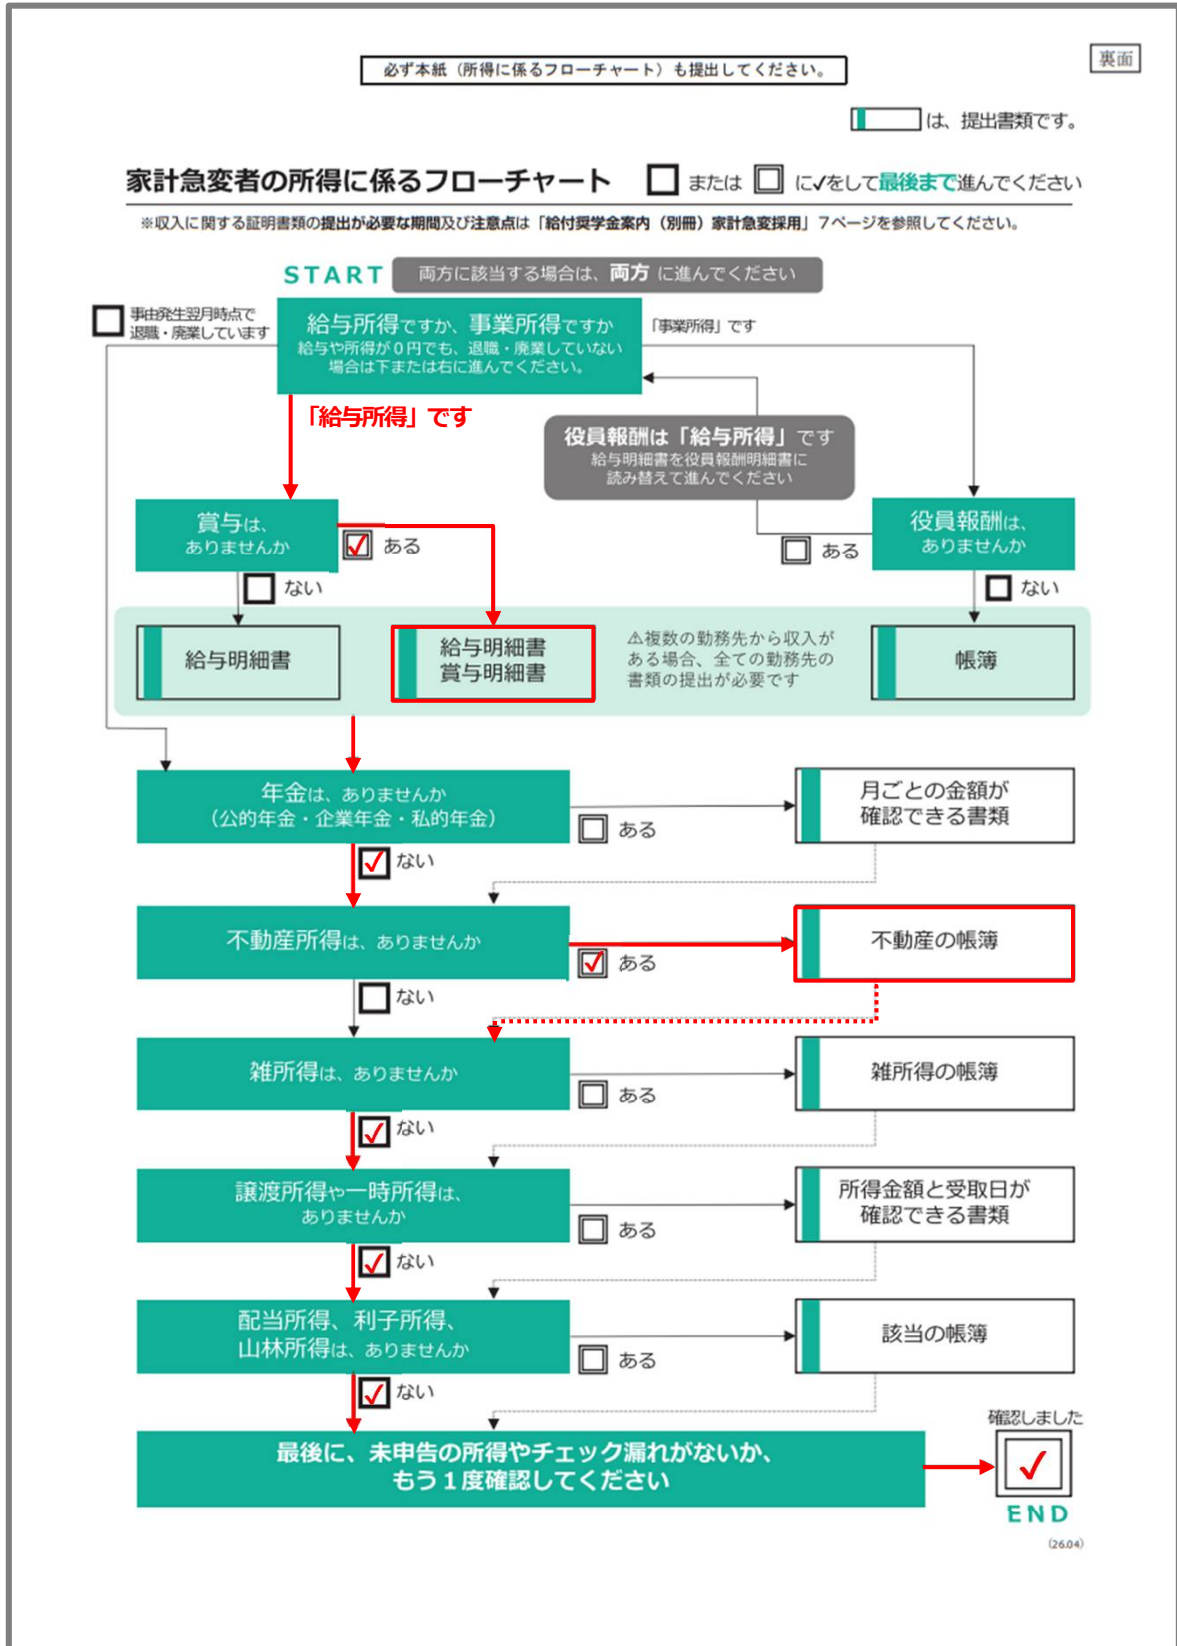 必ず本紙（所得に係るフローチャート）も提出してください。
裏面
は、提出書類です。
家計急変者の所得に係るフローチャート
または に✓をして最後まで進んでください
※収入に関する証明書類の提出が必要な期間及び注意点は「給付奨学金案内（別冊）家計急変採用」７ページを参照してください。
START
両方に該当する場合は、両方 に進んでください
事由発生翌月時点で
退職・廃業しています
給与所得ですか、事業所得ですか
給与や所得が０円でも、退職・廃業していない
場合は下または右に進んでください。
「事業所得」です
「給与所得」です
役員報酬は「給与所得」です
給与明細書を役員報酬明細書に
読み替えて進んでください
賞与は、
ありませんか
✓ ある
ない
役員報酬は、
ありませんか
ある
ない
給与明細書
給与明細書
賞与明細書
⚠複数の勤務先から収入が
ある場合、全ての勤務先の
書類の提出が必要です
帳簿
年金は、ありませんか
（公的年金・企業年金・私的年金）
ある
月ごとの金額が
確認できる書類
✓ ない
不動産所得は、ありませんか
✓ ある
不動産の帳簿
ない
雑所得は、ありませんか
ある
雑所得の帳簿
✓ ない
譲渡所得や一時所得は、
ありませんか
ある
所得金額と受取日が
確認できる書類
✓ ない
配当所得、利子所得、
山林所得は、ありませんか
ある
該当の帳簿
✓ ない
最後に、未申告の所得やチェック漏れがないか、
もう１度確認してください
確認しました
✓
END
(26.04)